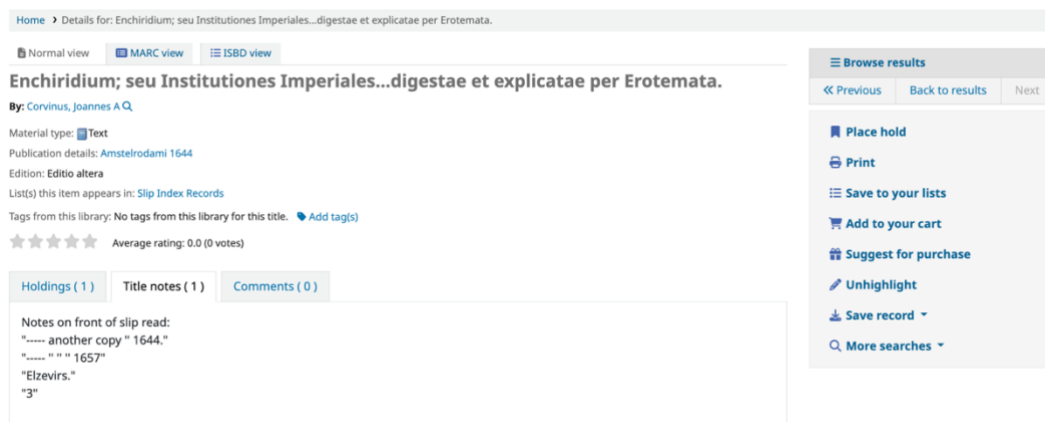 Home > Details for: Enchiridium; seu Institutiones Imperiales...digestae et explicatae per Erotemata.
Normal view MARC view ISBD view
Enchiridium; seu Institutiones Imperiales...digestae et explicatae per Erotemata.
By: Corvinus, Joannes A
Material type: Text
Publication details: Amstelrodami 1644
Edition: Editio altera
List(s) this item appears in: Slip Index Records
Tags from this library: No tags from this library for this title. Add tag(s)
Average rating: 0.0 (0 votes)
Holdings ( 1 ) Title notes ( 1 ) Comments ( 0 )
Notes on front of slip read:
"----- another copy " 1644."
"----- " " " 1657"
"Elzevirs."
"3"
Browse results
« Previous Back to results Next
Place hold
Print
Save to your lists
Add to your cart
Suggest for purchase
Unhighlight
Save record
More searches